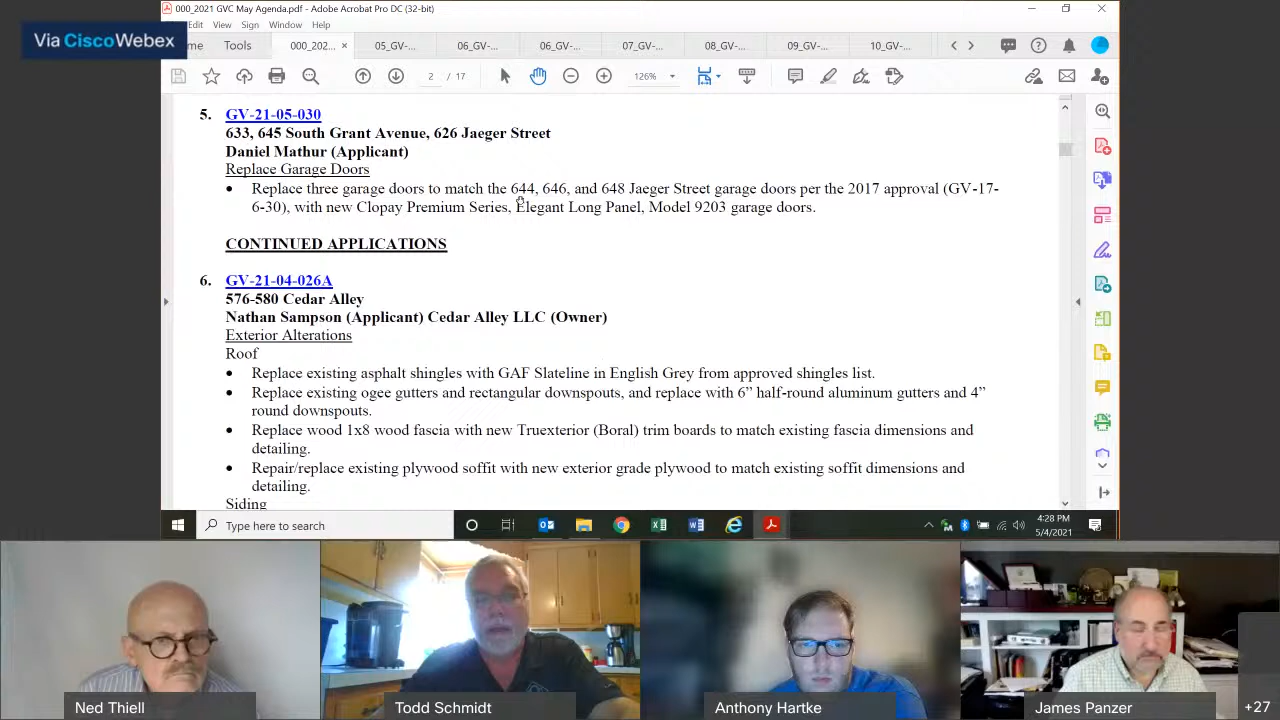 000_2021 GVC May Agenda.pdf - Adobe Acrobat Pro DC (32-bit)
Edit View Sign Window Help
Via CiscoWebex
me Tools 000_202... × 05_GV-... 06_GV-... 06_GV-... 07_GV-... 08_GV-... 09_GV-... 10_GV-...
2 / 17 126%
5. GV-21-05-030
633, 645 South Grant Avenue, 626 Jaeger Street
Daniel Mathur (Applicant)
Replace Garage Doors
• Replace three garage doors to match the 644, 646, and 648 Jaeger Street garage doors per the 2017 approval (GV-17-
6-30), with new Clopay Premium Series, Elegant Long Panel, Model 9203 garage doors.
CONTINUED APPLICATIONS
6. GV-21-04-026A
576-580 Cedar Alley
Nathan Sampson (Applicant) Cedar Alley LLC (Owner)
Exterior Alterations
Roof
• Replace existing asphalt shingles with GAF Slateline in English Grey from approved shingles list.
• Replace existing ogee gutters and rectangular downspouts, and replace with 6” half-round aluminum gutters and 4”
round downspouts.
• Replace wood 1x8 wood fascia with new Truexterior (Boral) trim boards to match existing fascia dimensions and
detailing.
• Repair/replace existing plywood soffit with new exterior grade plywood to match existing soffit dimensions and
detailing.
Siding
Type here to search
4:28 PM
5/4/2021
Ned Thiell
Todd Schmidt
Anthony Hartke
James Panzer
+27